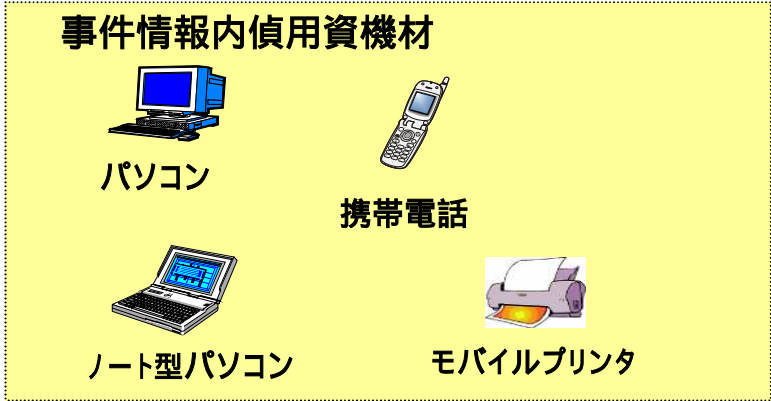 事件情報内偵用資機材
パソコン
携帯電話
ノート型パソコン
モバイルプリンタ